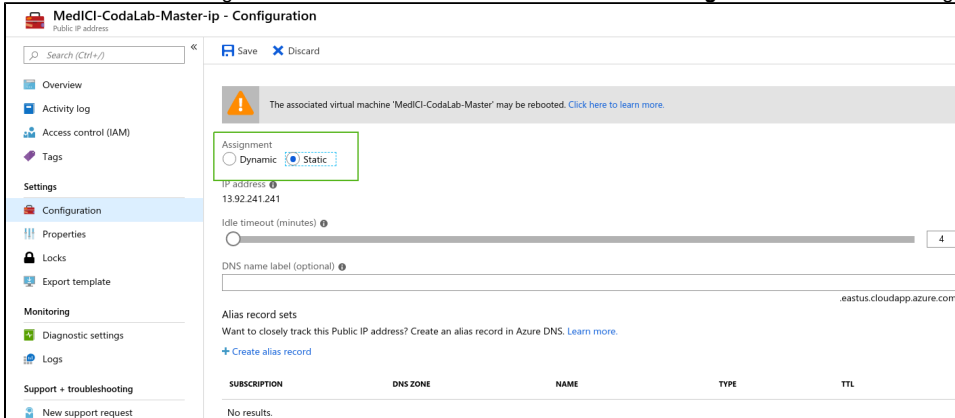 MedICI-CodaLab-Master-ip - Configuration
Public IP address
Search (Ctrl+/)
«
Save
Discard
Overview
Activity log
Access control (IAM)
Tags
Settings
Configuration
Properties
Locks
Export template
Monitoring
Diagnostic settings
Logs
Support + troubleshooting
New support request
The associated virtual machine 'MedICI-CodaLab-Master' may be rebooted. Click here to learn more.
Assignment
Dynamic Static
IP address
13.92.241.241
Idle timeout (minutes)
4
DNS name label (optional)
.eastus.cloudapp.azure.com
Alias record sets
Want to closely track this Public IP address? Create an alias record in Azure DNS. Learn more.
+ Create alias record
SUBSCRIPTION DNS ZONE NAME TYPE TTL
No results.